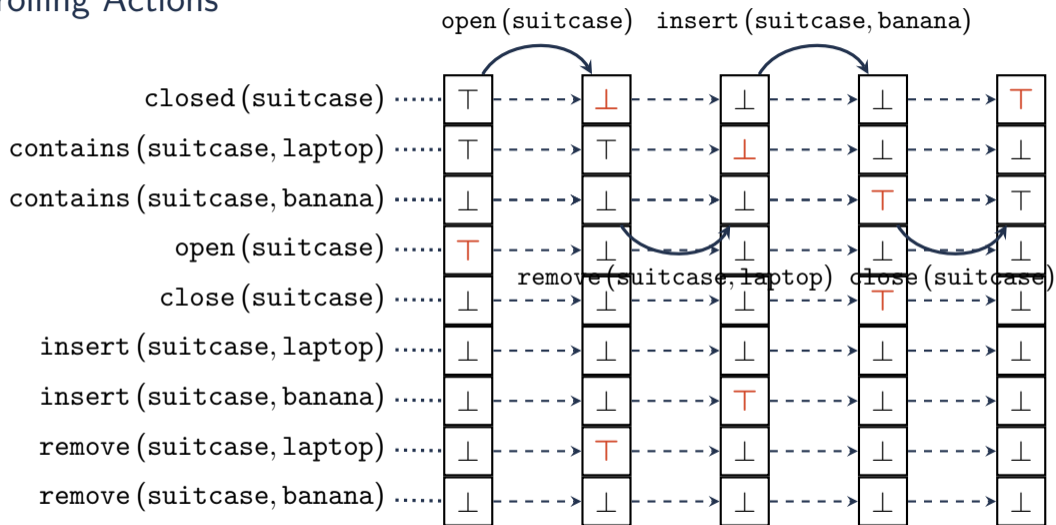 rolling Actions
open(suitcase) insert(suitcase, banana)
closed(suitcase) ⊤ ⊥ ⊥ ⊥ ⊤
contains(suitcase, laptop) ⊤ ⊤ ⊥ ⊥ ⊥
contains(suitcase, banana) ⊥ ⊥ ⊥ ⊤ ⊤
open(suitcase) ⊤ ⊥ ⊥ ⊥ ⊥
remove(suitcase, laptop) close(suitcase)
close(suitcase) ⊥ ⊥ ⊥ ⊤ ⊥
insert(suitcase, laptop) ⊥ ⊥ ⊥ ⊥ ⊥
insert(suitcase, banana) ⊥ ⊥ ⊤ ⊥ ⊥
remove(suitcase, laptop) ⊥ ⊤ ⊥ ⊥ ⊥
remove(suitcase, banana) ⊥ ⊥ ⊥ ⊥ ⊥